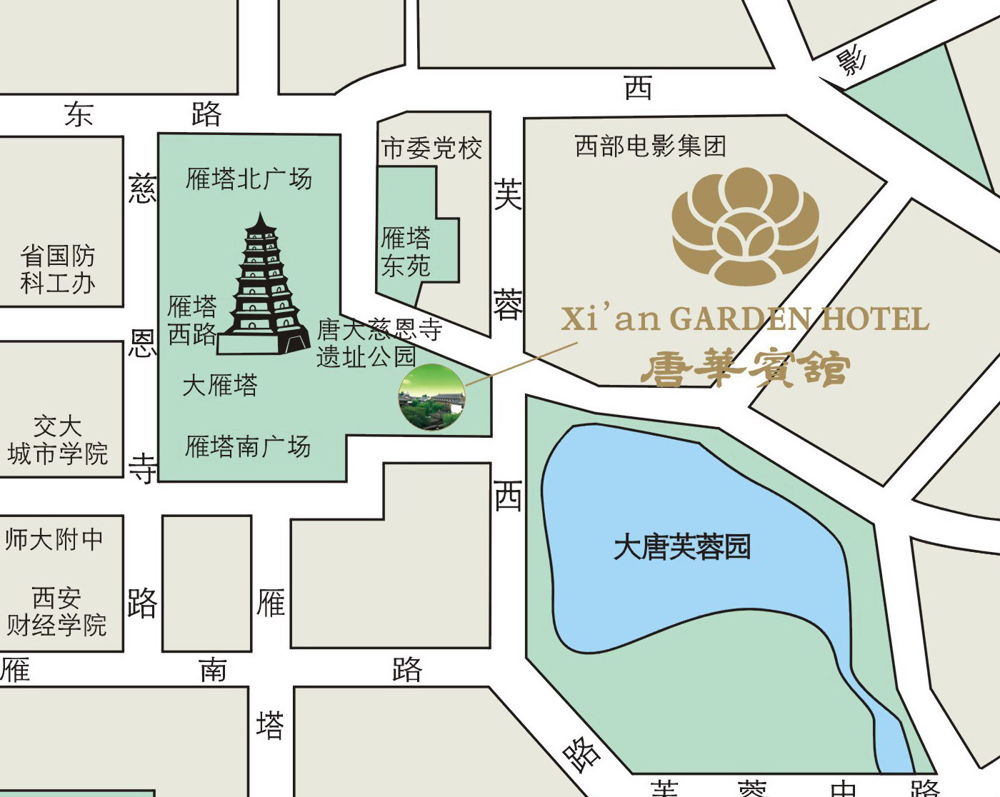 影
西
东 路
市委党校
西部电影集团
雁塔北广场
慈恩寺路
芙蓉西路
雁塔
东苑
省国防
科工办
雁塔
西路
唐大慈恩寺
遗址公园
Xi'an GARDEN HOTEL
唐華賓館
大雁塔
交大
城市学院
雁塔南广场
大唐芙蓉园
师大附中
西安
财经学院
雁塔
雁 南 路
芙 蓉 中 路